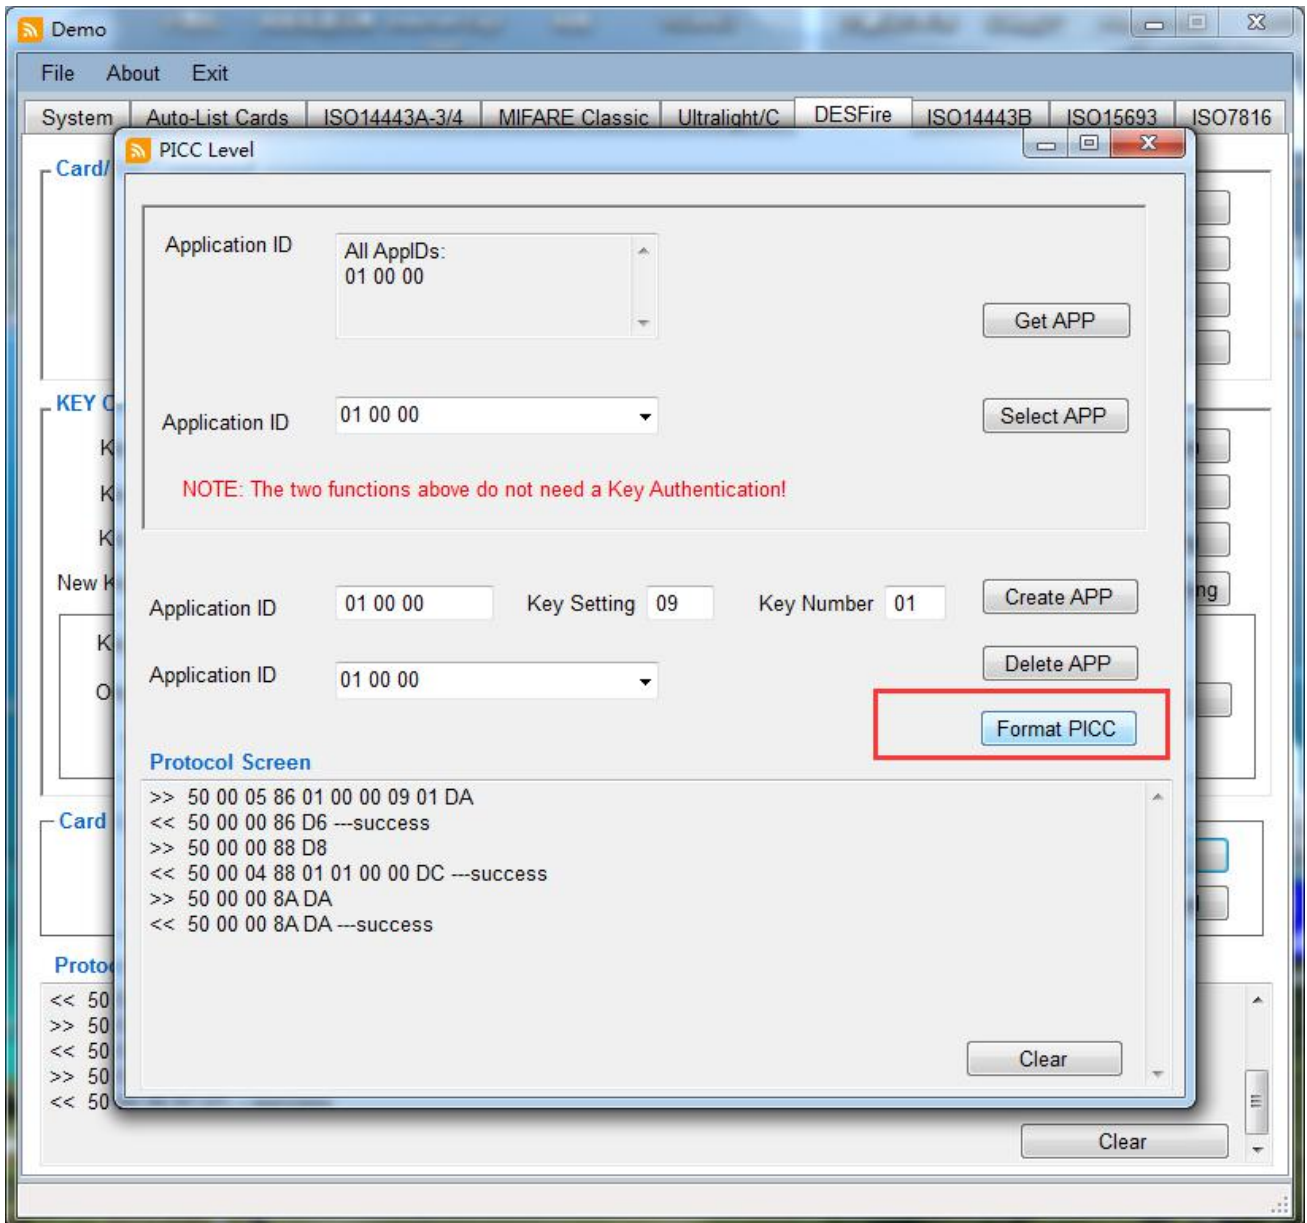 Demo
File About Exit
System Auto-List Cards ISO14443A-3/4 MIFARE Classic Ultralight/C DESFire ISO14443B ISO15693 ISO7816
PICC Level
Card/
Application ID
All AppIDs:
01 00 00
Get APP
KEY
Application ID 01 00 00 Select APP
NOTE: The two functions above do not need a Key Authentication!
New
Application ID 01 00 00 Key Setting 09 Key Number 01 Create APP
ng
Application ID 01 00 00 Delete APP
Format PICC
Protocol Screen
>> 50 00 05 86 01 00 00 09 01 DA
<< 50 00 00 86 D6 ---success
>> 50 00 00 88 D8
<< 50 00 04 88 01 01 00 00 DC ---success
>> 50 00 00 8A DA
<< 50 00 00 8A DA ---success
Clear
Card
Proto
<< 50
>> 50
<< 50
>> 50
<< 50
Clear